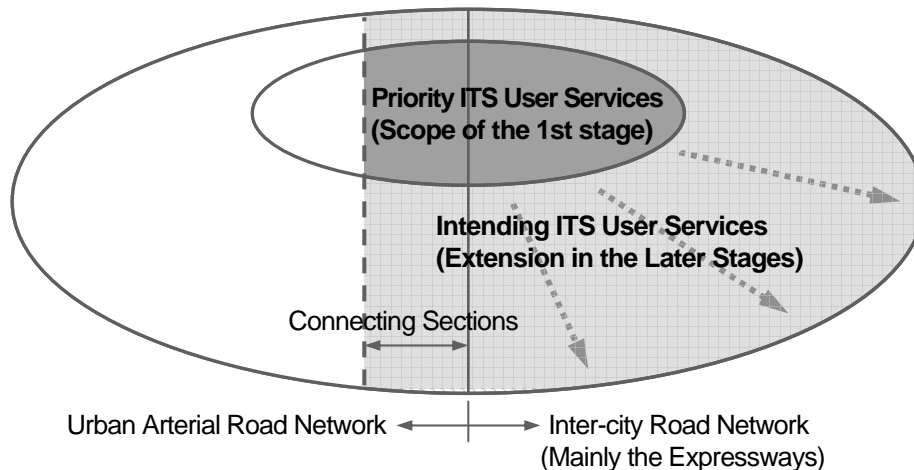 Priority ITS User Services
(Scope of the 1st stage)
Intending ITS User Services
(Extension in the Later Stages)
Connecting Sections
Urban Arterial Road Network
Inter-city Road Network
(Mainly the Expressways)